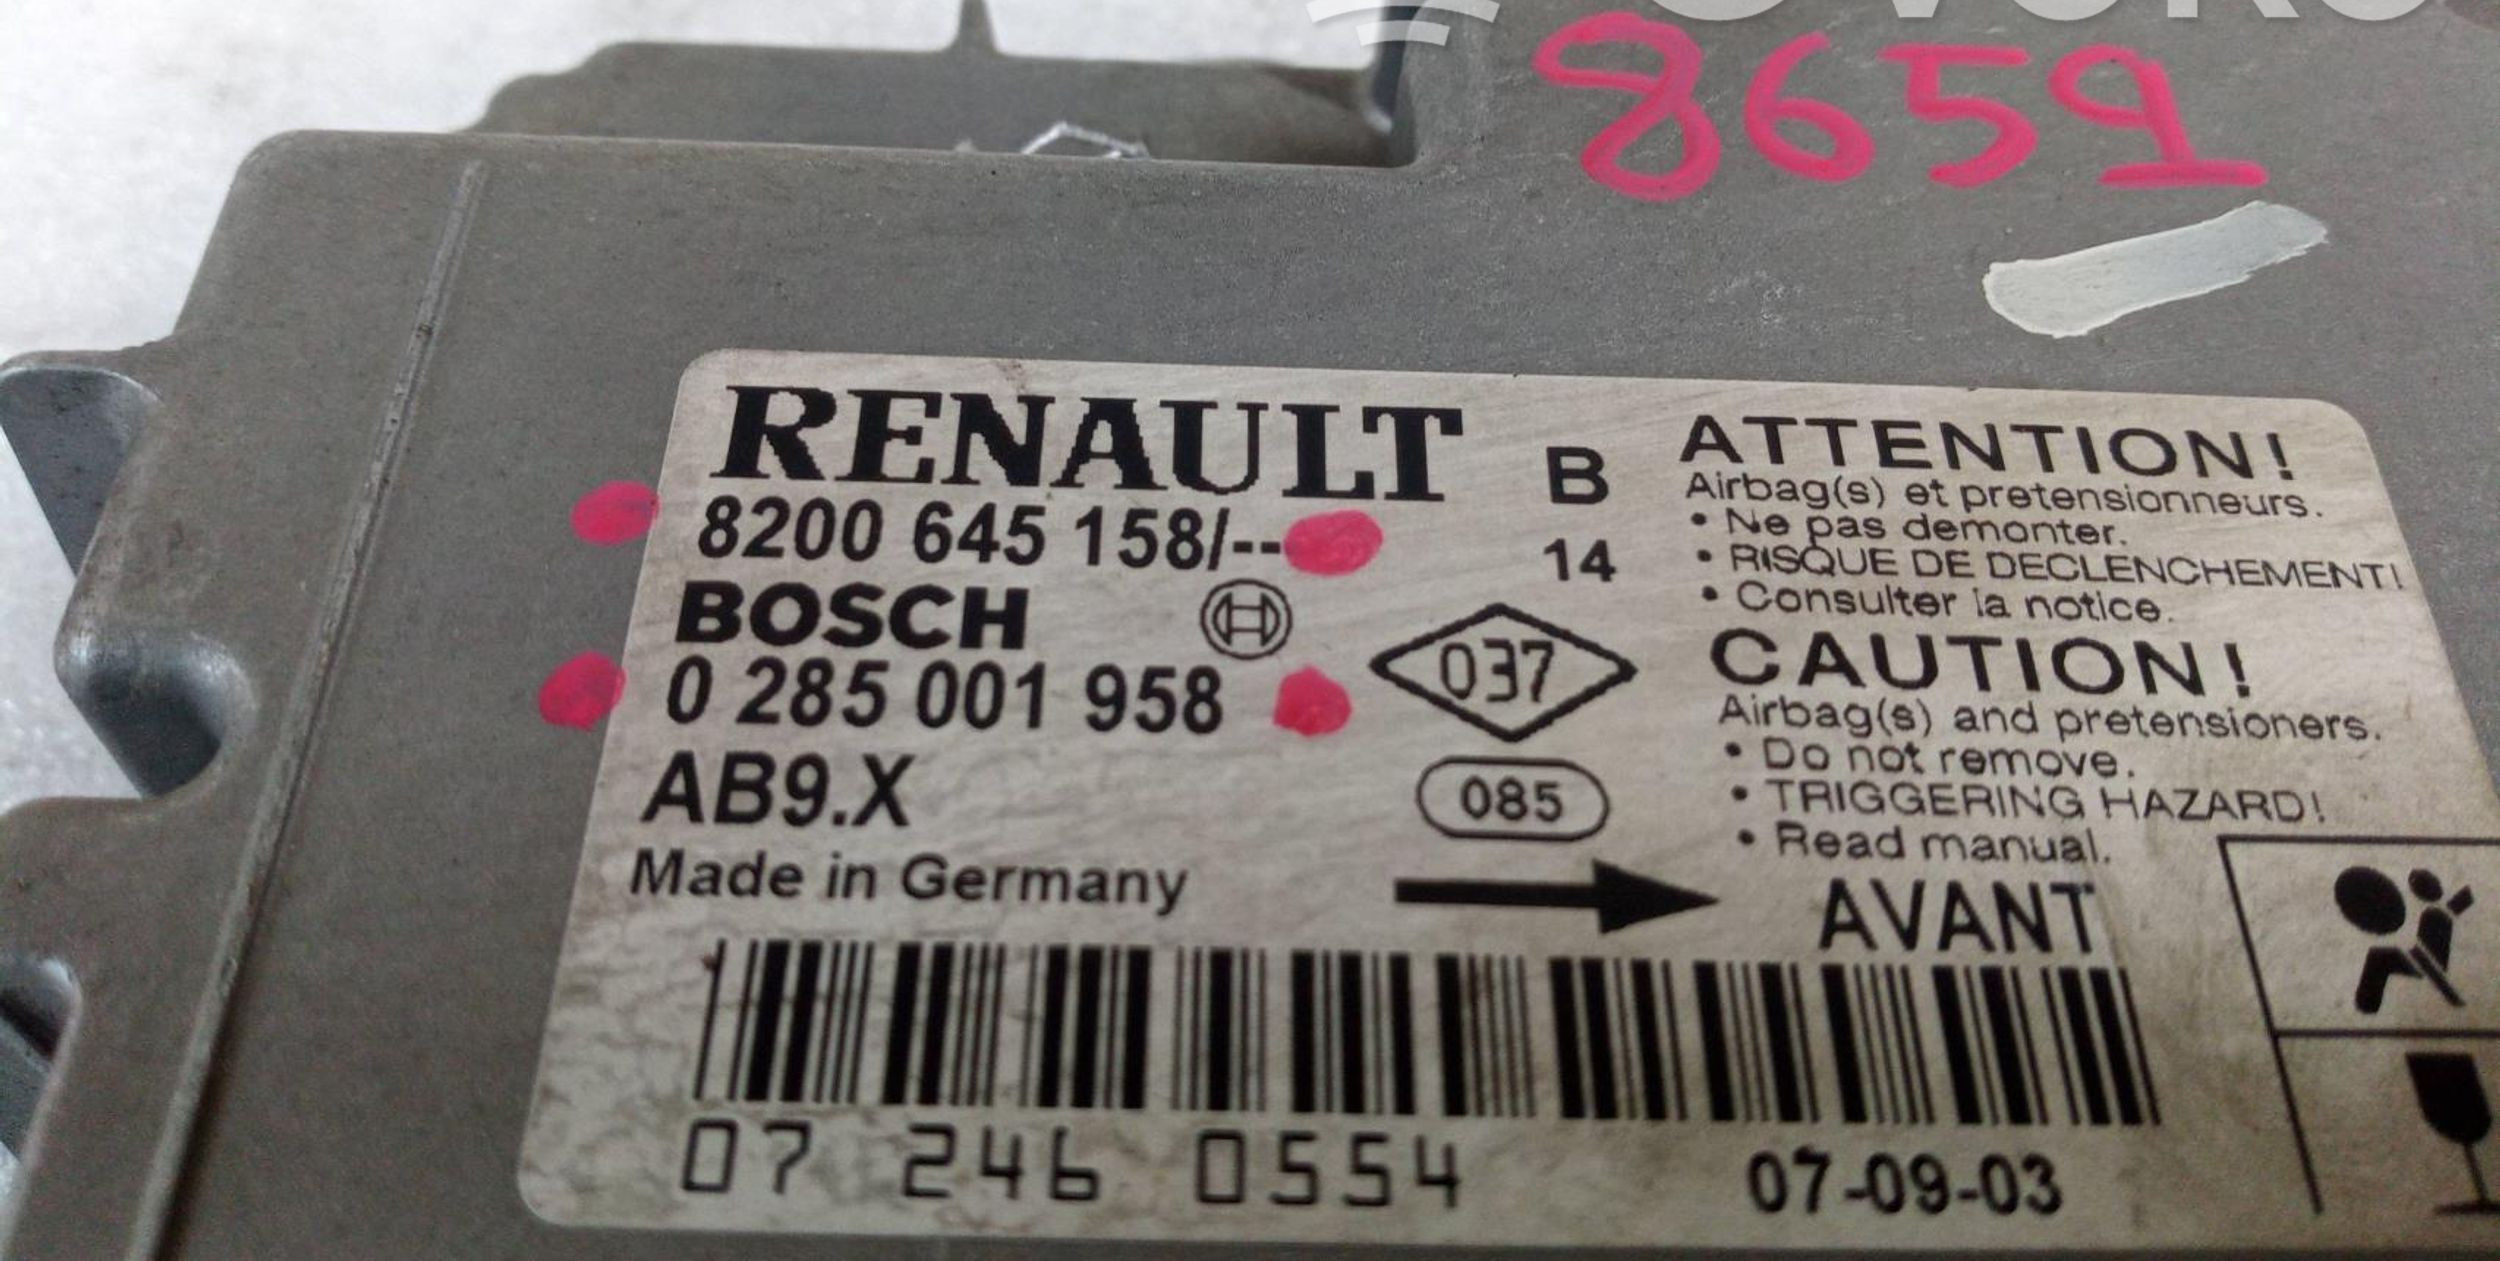 8659
RENAULT
8200 645 158/--
BOSCH
0 285 001 958
AB9.X
Made in Germany
B
14
037
085
ATTENTION!
Airbag(s) et pretensionneurs.
• Ne pas demonter.
• RISQUE DE DECLENCHEMENT!
• Consulter la notice.
CAUTION!
Airbag(s) and pretensioners.
• Do not remove.
• TRIGGERING HAZARD!
• Read manual.
AVANT
07 246 0554
07-09-03